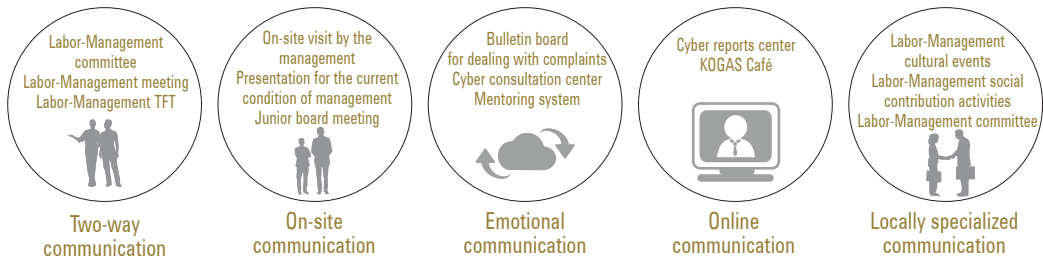 Labor-Management
committee
Labor-Management meeting
Labor-Management TFT
Two-way
communication
On-site visit by the
management
Presentation for the current
condition of management
Junior board meeting
On-site
communication
Bulletin board
for dealing with complaints
Cyber consultation center
Mentoring system
Emotional
communication
Cyber reports center
KOGAS Café
Online
communication
Labor-Management
cultural events
Labor-Management social
contribution activities
Labor-Management committee
Locally specialized
communication